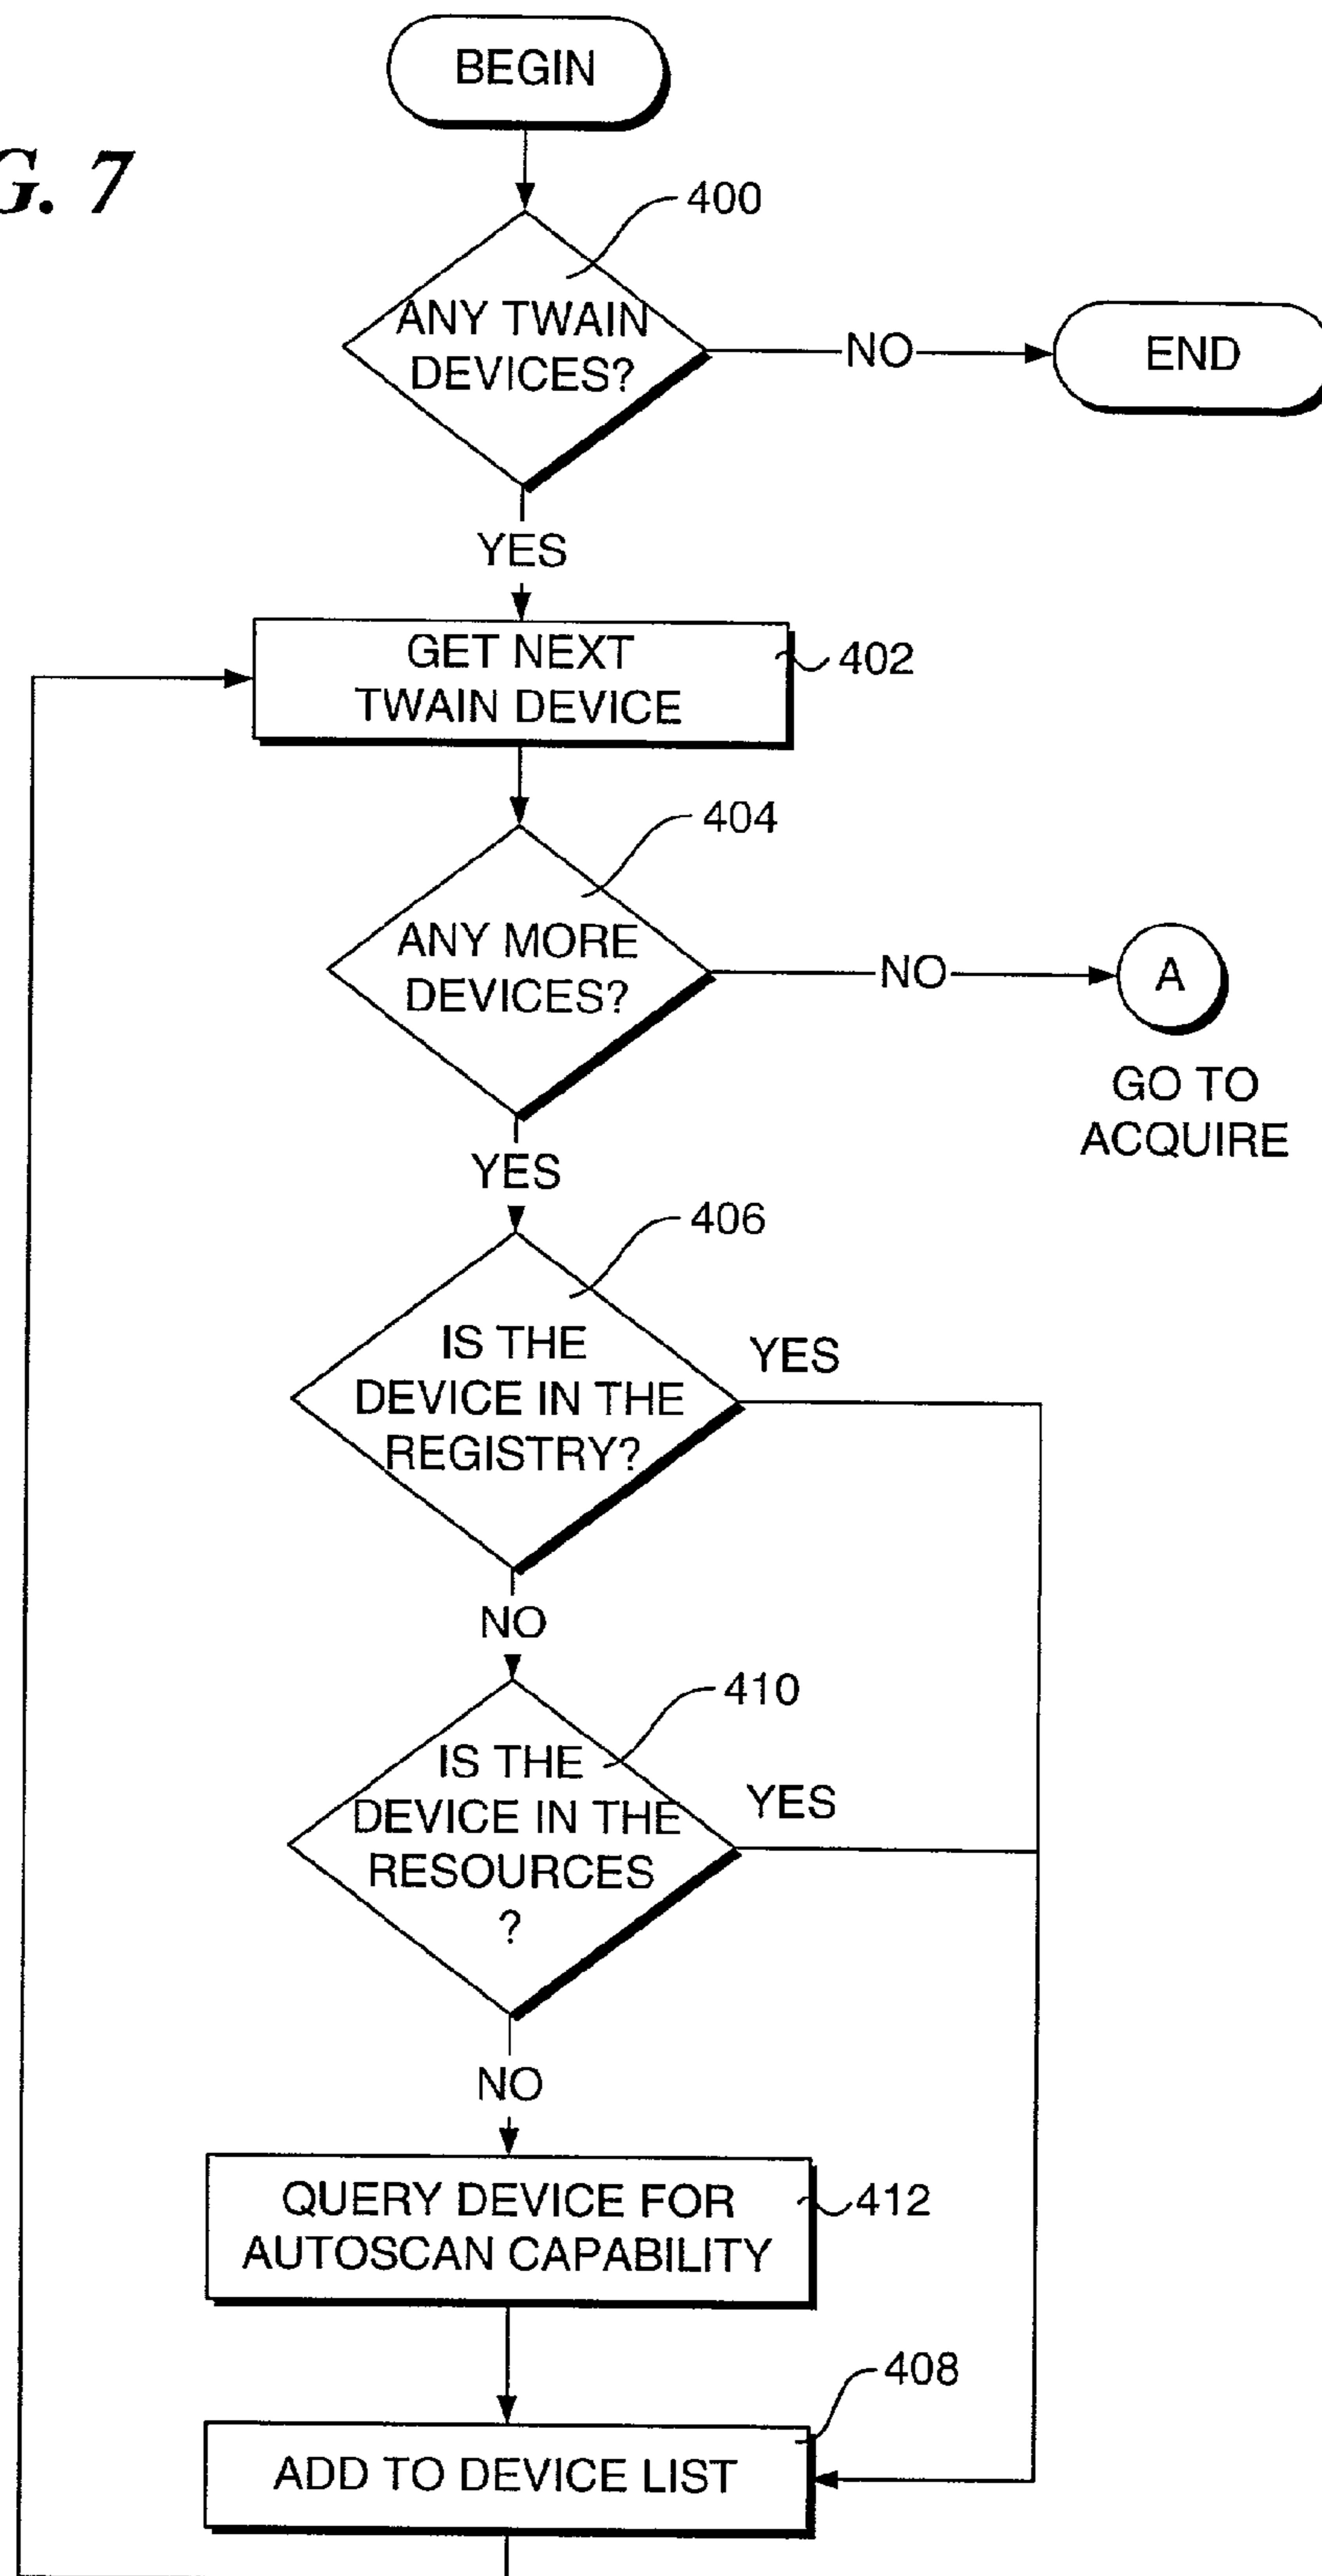 BEGIN
G. 7
400
ANY TWAIN
DEVICES?
NO
END
YES
GET NEXT
TWAIN DEVICE
402
404
ANY MORE
DEVICES?
NO
A
GO TO
ACQUIRE
YES
406
IS THE
DEVICE IN THE
REGISTRY?
YES
NO
410
IS THE
DEVICE IN THE
RESOURCES
?
YES
NO
QUERY DEVICE FOR
AUTOSCAN CAPABILITY
412
408
ADD TO DEVICE LIST